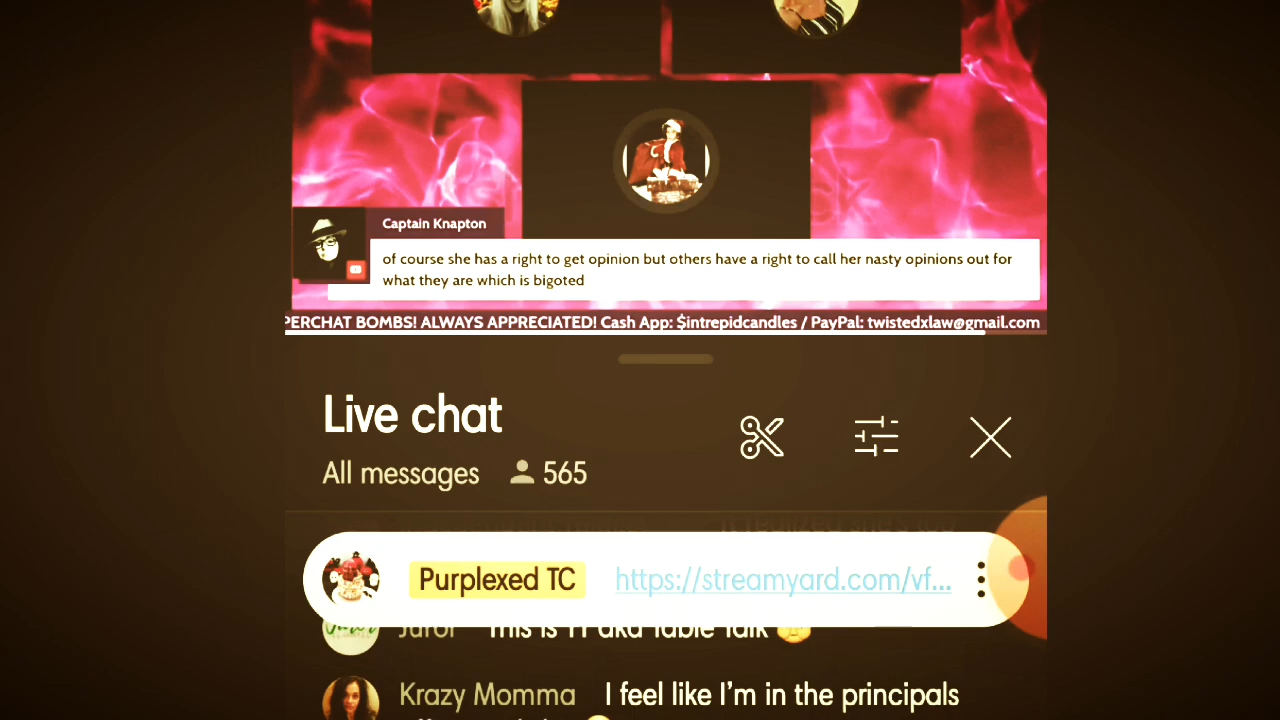 Captain Knapton
of course she has a right to get opinion but others have a right to call her nasty opinions out for
what they are which is bigoted
PERCHAT BOMBS! ALWAYS APPRECIATED! Cash App: $intrepidcandles / PayPal: twistedxlaw@gmail.com
Live chat
All messages 565
Purplexed TC https://streamyard.com/vf...
This is TT aka Table Talk
Krazy Momma I feel like I'm in the principals